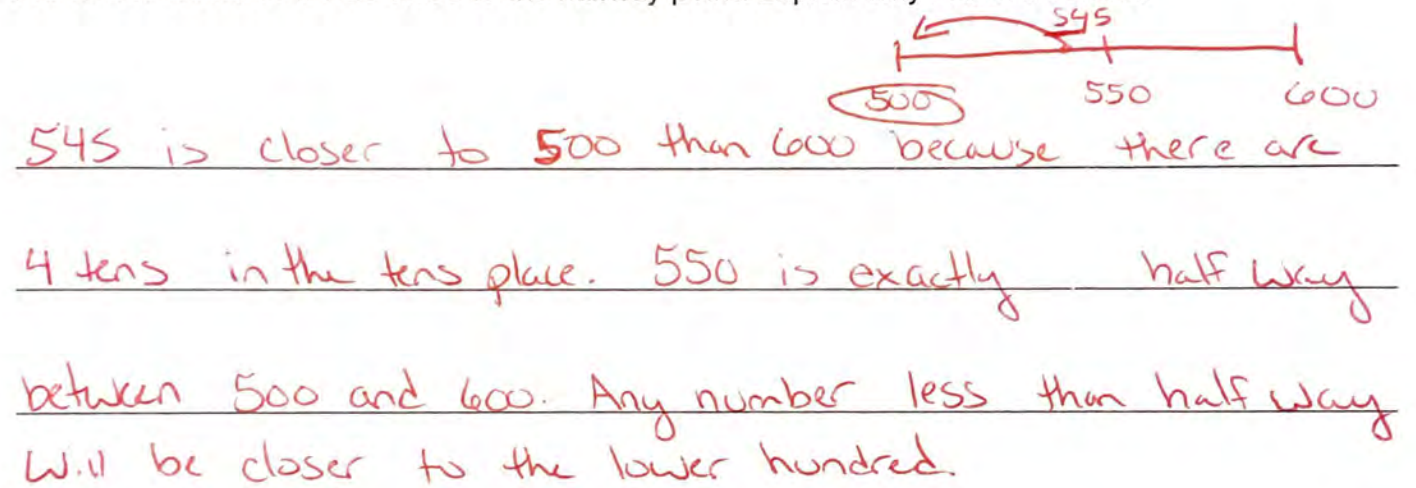 545
500 550 600
545 is closer to 500 than 600 because there are
4 tens in the tens place. 550 is exactly half way
between 500 and 600. Any number less than half way
will be closer to the lower hundred.